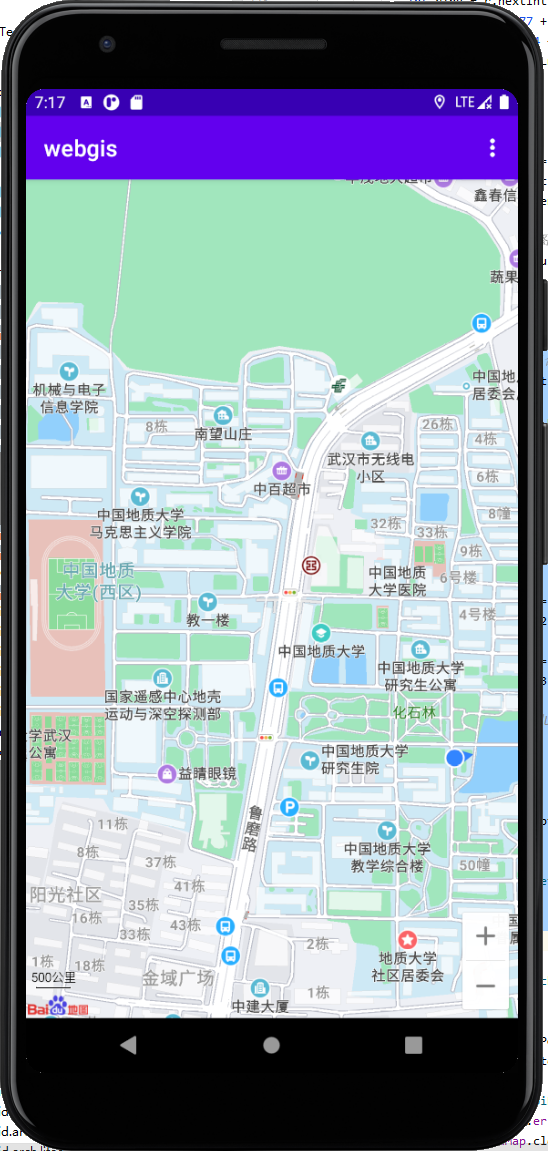 7:17
LTE
webgis
鑫春信
蔬果
机械与电子
信息学院
中国地
居委会
8栋
南望山庄
26栋
4栋
武汉市无线电
小区
中百超市
6栋
中国地质大学
马克思主义学院
32栋
33栋
8幢
9栋
中国地质
大学(西区)
中国地质
大学医院
6号楼
教一楼
4号楼
中国地质大学
中国地质大学
研究生公寓
国家遥感中心地壳
运动与深空探测部
化石林
学武汉
公寓
中国地质大学
研究生院
益晴眼镜
P
鲁磨路
11栋
8栋
37栋
中国地质大学
教学综合楼
50幢
41栋
阳光社区
35栋
16栋
43栋
33栋
2栋
地质大学
社区居委会
1栋
18栋
500公里
金域广场
1栋
中建大厦
Bai du 地图